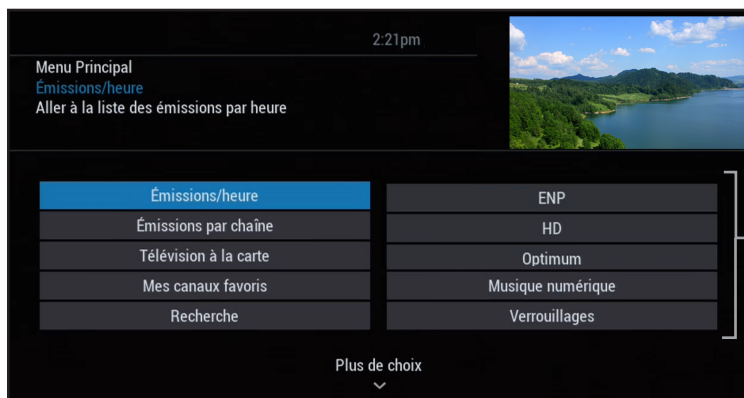 2:21pm
Menu Principal
Émissions/heure
Aller à la liste des émissions par heure
Émissions/heure
Émissions par chaîne
Télévision à la carte
Mes canaux favoris
Recherche
ENP
HD
Optimum
Musique numérique
Verrouillages
Plus de choix